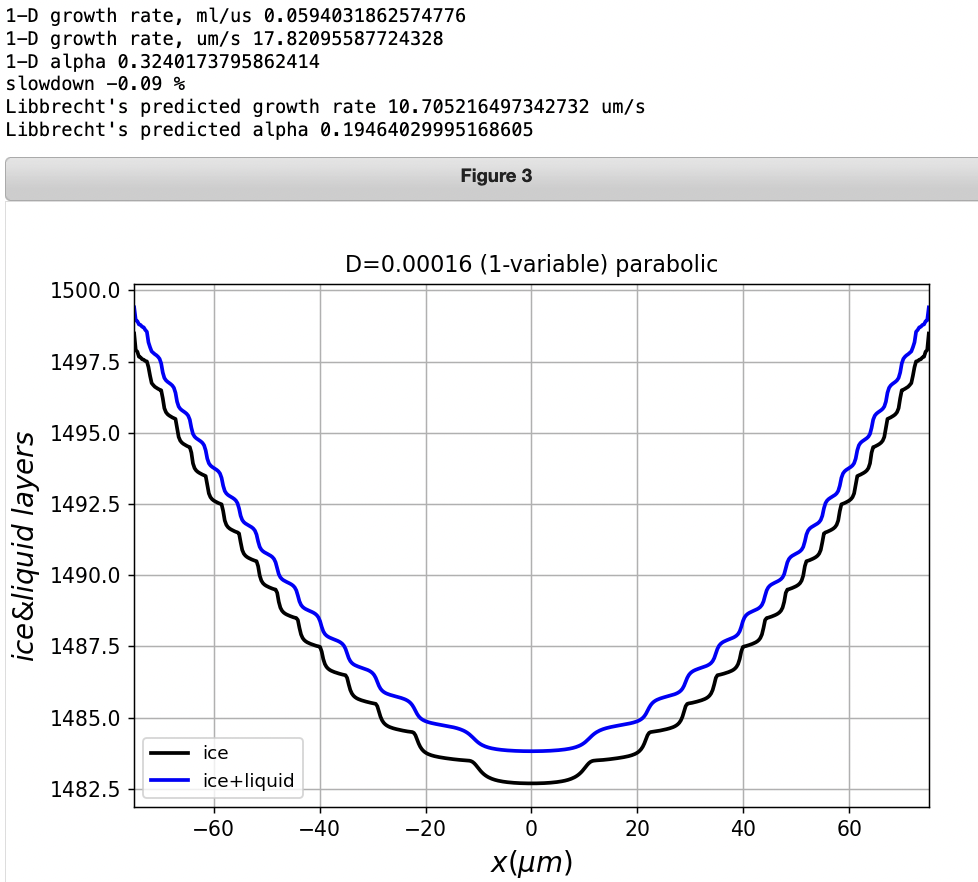 1-D growth rate, ml/us 0.0594031862574776
1-D growth rate, um/s 17.82095587724328
1-D alpha 0.3240173795862414
slowdown -0.09 %
Libbrecht's predicted growth rate 10.705216497342732 um/s
Libbrecht's predicted alpha 0.19464029995168605
Figure 3
D=0.00016 (1-variable) parabolic
ice&liquid layers
1500.0
1497.5
1495.0
1492.5
1490.0
1487.5
1485.0
1482.5
ice
ice+liquid
−60 −40 −20 0 20 40 60
x(μm)